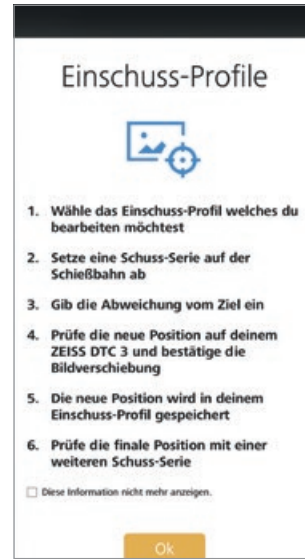 Einschuss-Profile
1. Wähle das Einschuss-Profil welches du
bearbeiten möchtest
2. Setze eine Schuss-Serie auf der
Schießbahn ab
3. Gib die Abweichung vom Ziel ein
4. Prüfe die neue Position auf deinem
ZEISS DTC 3 und bestätige die
Bildverschiebung
5. Die neue Position wird in deinem
Einschuss-Profil gespeichert
6. Prüfe die finale Position mit einer
weiteren Schuss-Serie
Diese Information nicht mehr anzeigen.
Ok